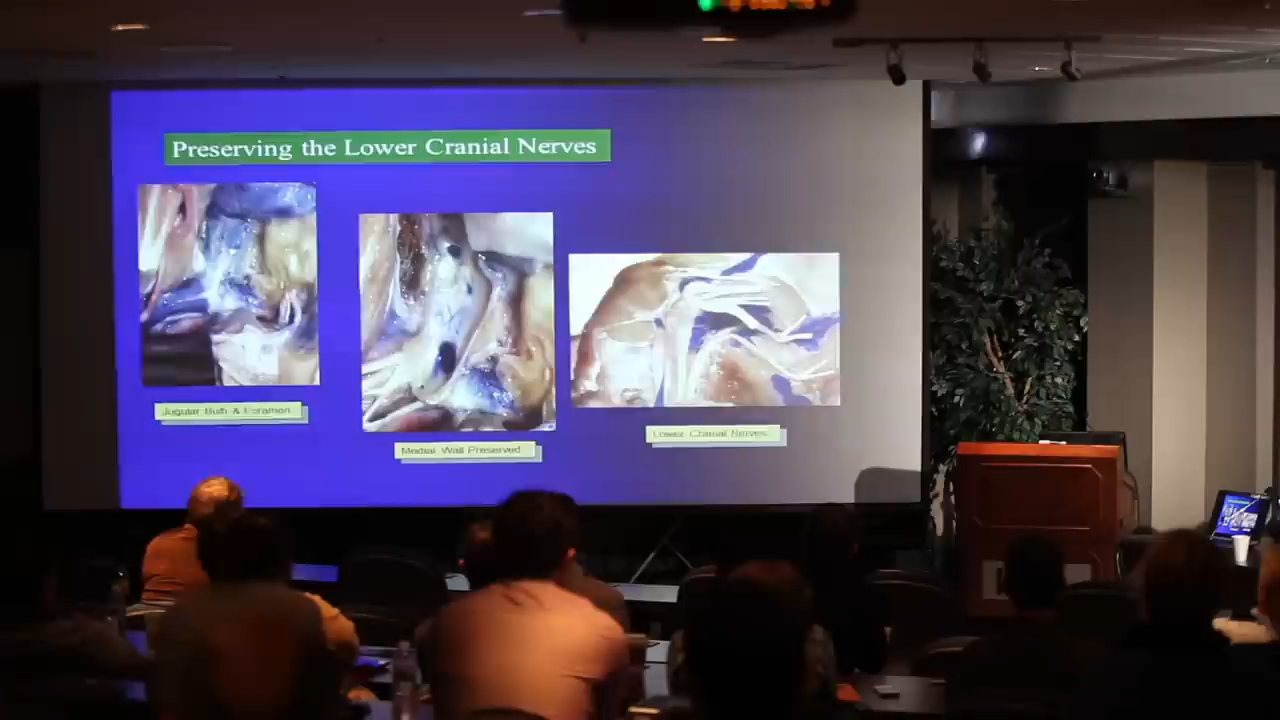 Preserving the Lower Cranial Nerves
Jugular Bulb & Foramen
Medial Wall Preserved
Lower Cranial Nerves